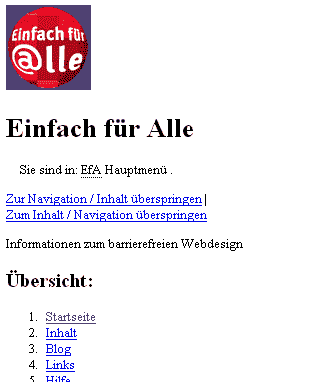 Einfach für
@lle
Einfach für Alle
Sie sind in: EfA Hauptmenü .
Zur Navigation / Inhalt überspringen |
Zum Inhalt / Navigation überspringen
Informationen zum barrierefreien Webdesign
Übersicht:
1. Startseite
2. Inhalt
3. Blog
4. Links
5. Hilfe